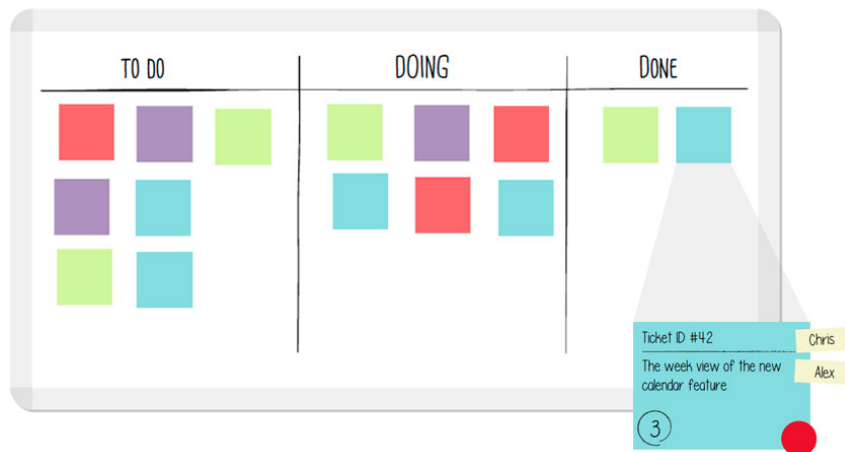 TO DO
DOING
DONE
Ticket ID #42
Chris
The week view of the new
calendar feature
Alex
3